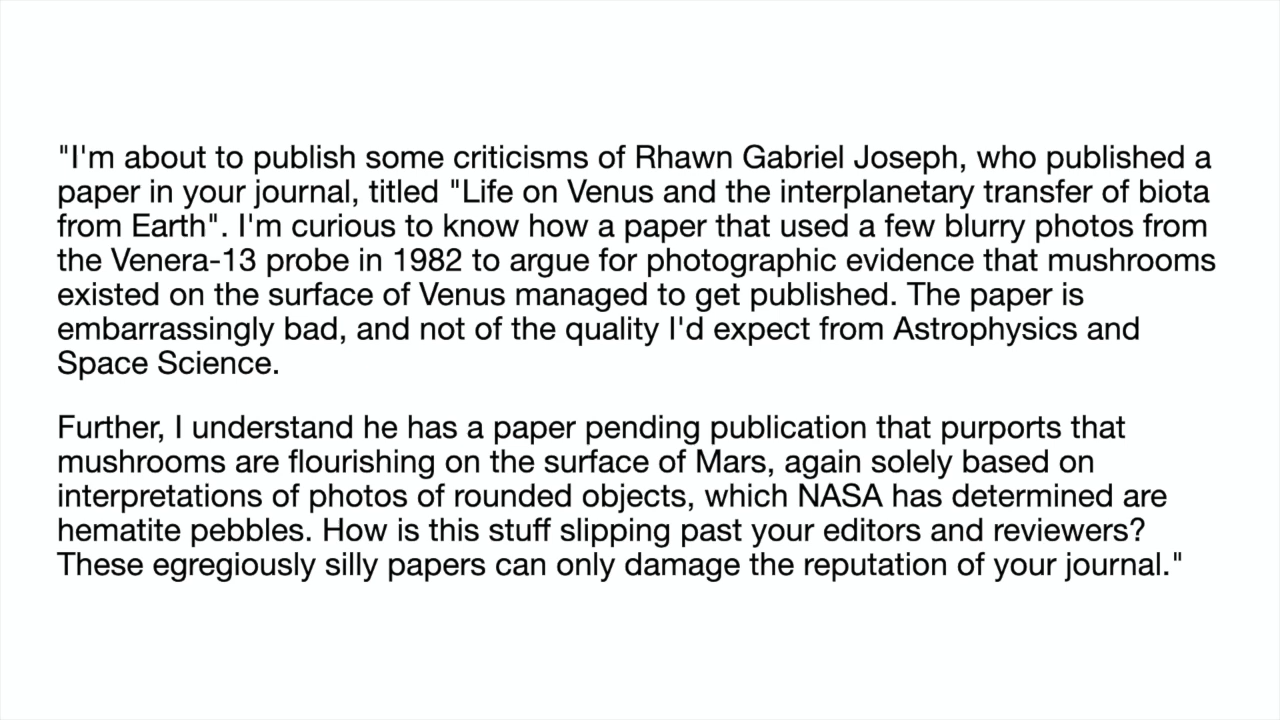 "I'm about to publish some criticisms of Rhawn Gabriel Joseph, who published a
paper in your journal, titled "Life on Venus and the interplanetary transfer of biota
from Earth". I'm curious to know how a paper that used a few blurry photos from
the Venera-13 probe in 1982 to argue for photographic evidence that mushrooms
existed on the surface of Venus managed to get published. The paper is
embarrassingly bad, and not of the quality I'd expect from Astrophysics and
Space Science.
Further, I understand he has a paper pending publication that purports that
mushrooms are flourishing on the surface of Mars, again solely based on
interpretations of photos of rounded objects, which NASA has determined are
hematite pebbles. How is this stuff slipping past your editors and reviewers?
These egregiously silly papers can only damage the reputation of your journal."